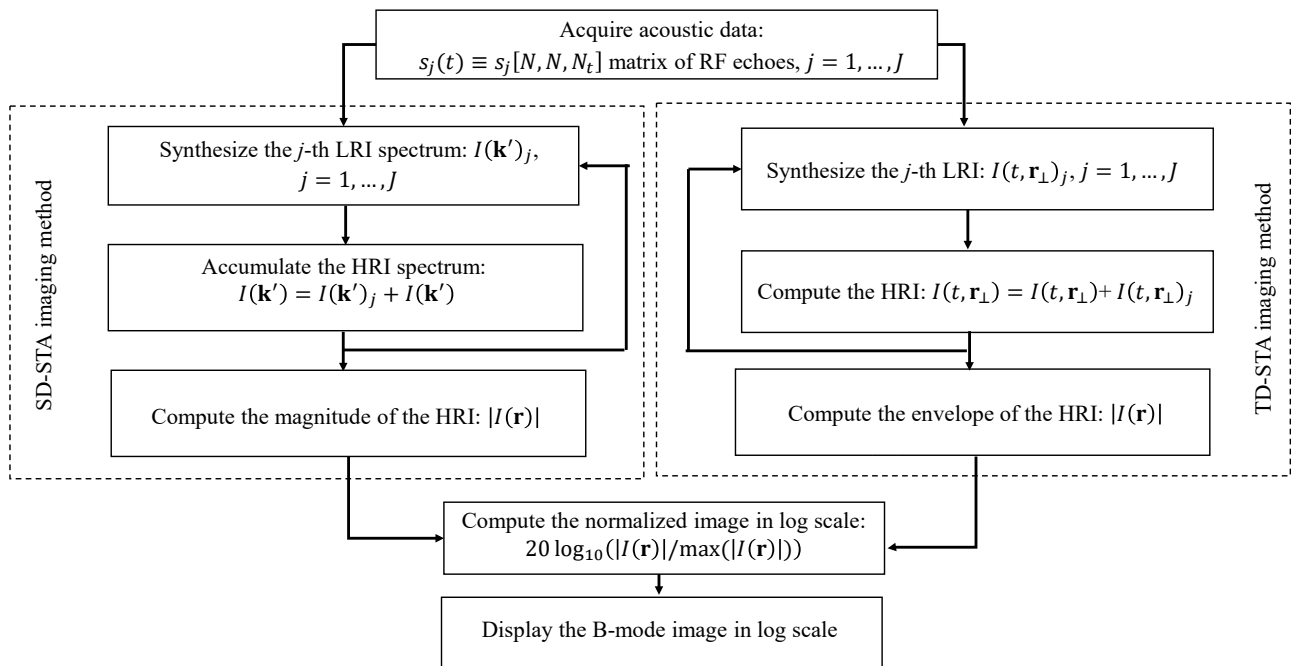 Acquire acoustic data:
s_j(t) ≡ s_j[N, N, N_t] matrix of RF echoes, j = 1, … , J
SD-STA imaging method
Synthesize the j-th LRI spectrum: I(𝐤′)_j,
j = 1, … , J
Accumulate the HRI spectrum:
I(𝐤′) = I(𝐤′)_j + I(𝐤′)
Compute the magnitude of the HRI: |I(𝐫)|
TD-STA imaging method
Synthesize the j-th LRI: I(t, 𝐫_⊥)_j, j = 1, … , J
Compute the HRI: I(t, 𝐫_⊥) = I(t, 𝐫_⊥)+ I(t, 𝐫_⊥)_j
Compute the envelope of the HRI: |I(𝐫)|
Compute the normalized image in log scale:
20 log₁₀(|I(𝐫)|/max(|I(𝐫)|))
Display the B-mode image in log scale